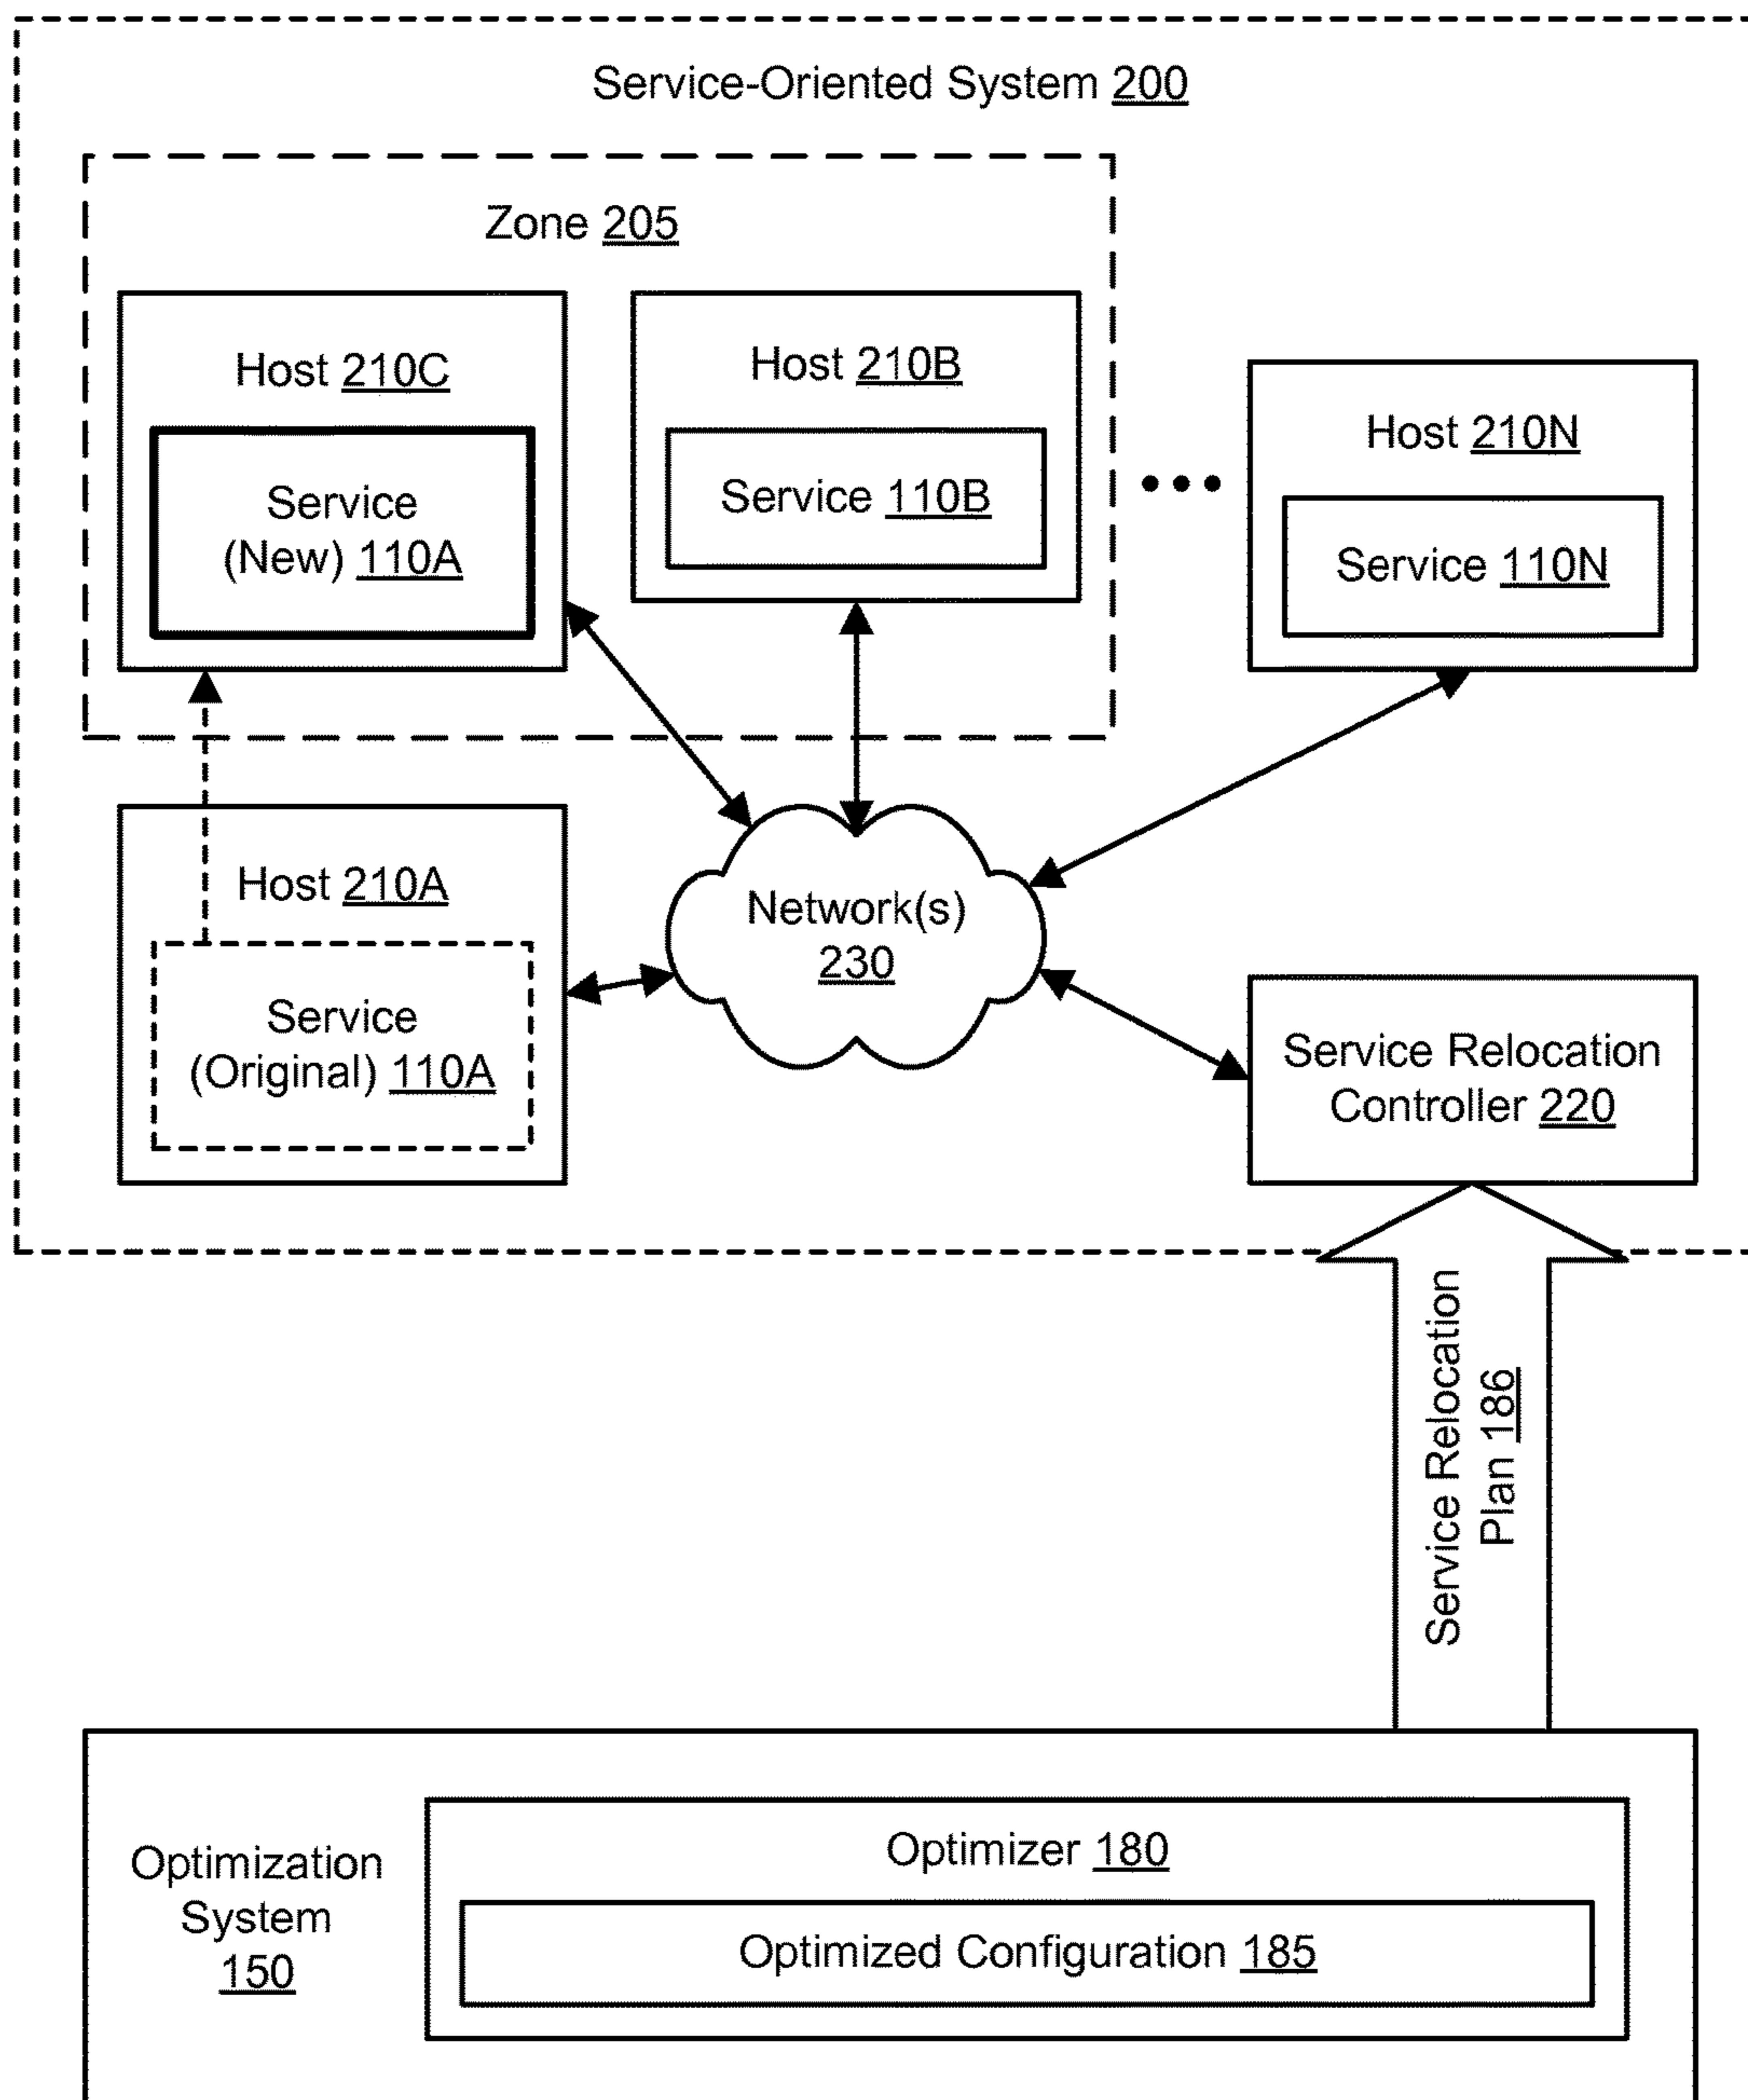 Service-Oriented System 200
Zone 205
Host 210C
Service
(New) 110A
Host 210B
Service 110B
Host 210N
Service 110N
Host 210A
Service
(Original) 110A
Network(s)
230
Service Relocation
Controller 220
Service Relocation
Plan 186
Optimization
System
150
Optimizer 180
Optimized Configuration 185